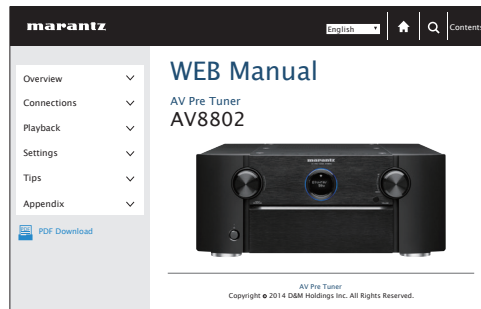 marantz
English
Contents
Overview
Connections
Playback
Settings
Tips
Appendix
PDF Download
WEB Manual
AV Pre Tuner
AV8802
marantz
AV Pre Tuner
Copyright © 2014 D&M Holdings Inc. All Rights Reserved.